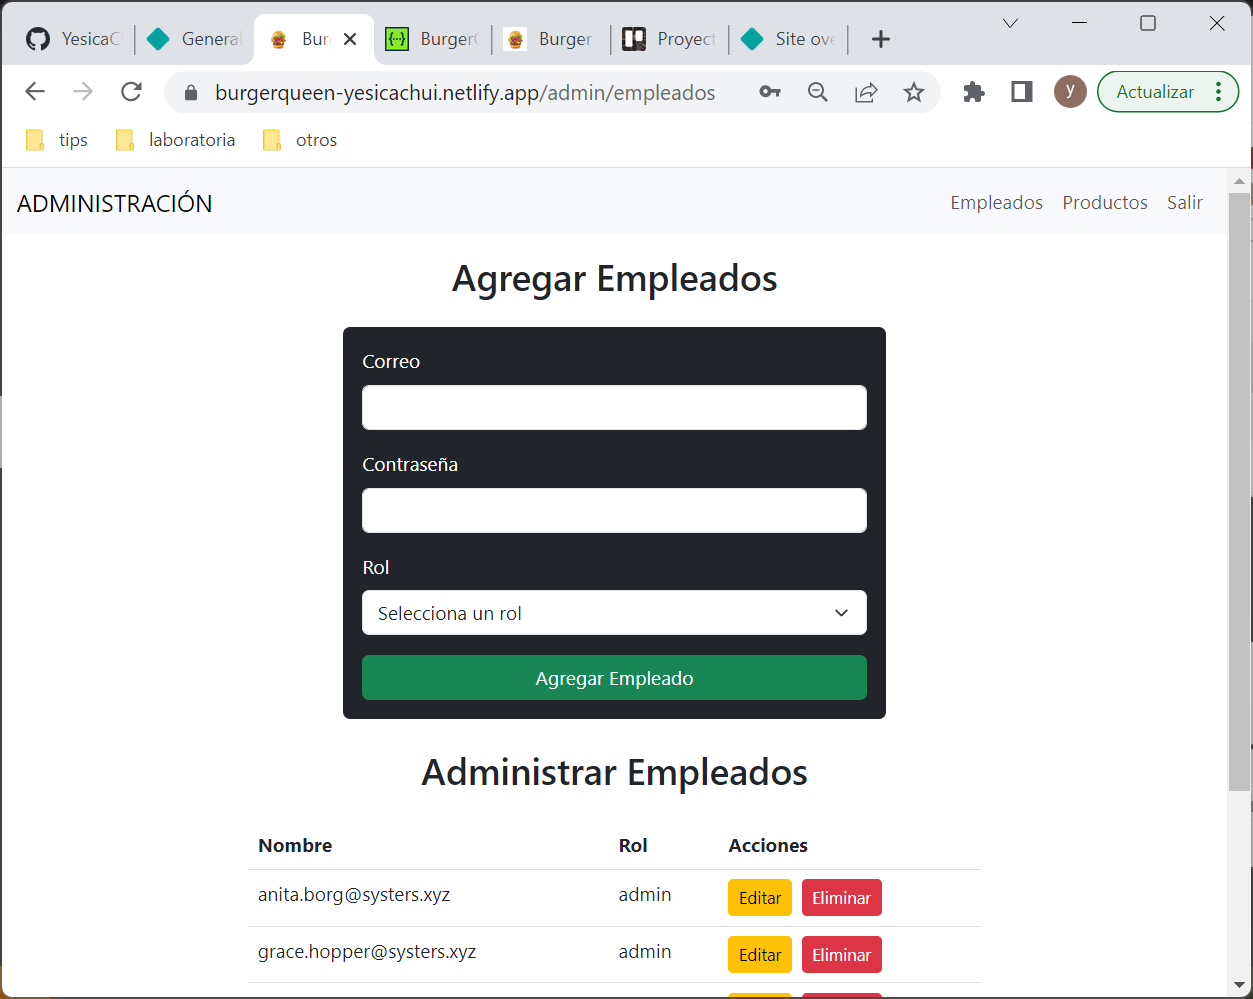 YesicaC
General
Bur
Burger
Burger
Proyect
Site ove
burgerqueen-yesicachui.netlify.app/admin/empleados
y
Actualizar
tips
laboratoria
otros
ADMINISTRACIÓN
Empleados
Productos
Salir
Agregar Empleados
Correo
Contraseña
Rol
Selecciona un rol
Agregar Empleado
Administrar Empleados
Nombre Rol Acciones
anita.borg@systers.xyz admin Editar Eliminar
grace.hopper@systers.xyz admin Editar Eliminar